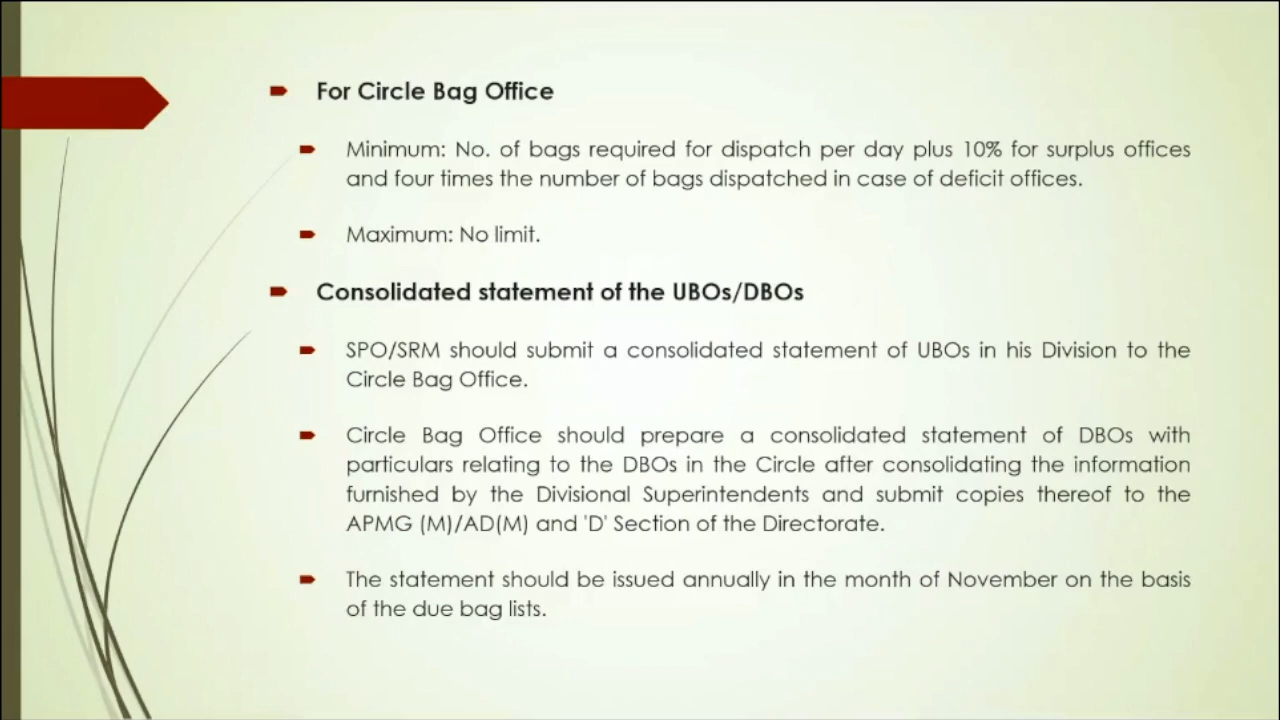 For Circle Bag Office
Minimum: No. of bags required for dispatch per day plus 10% for surplus offices
and four times the number of bags dispatched in case of deficit offices.
Maximum: No limit.
Consolidated statement of the UBOs/DBOs
SPO/SRM should submit a consolidated statement of UBOs in his Division to the
Circle Bag Office.
Circle Bag Office should prepare a consolidated statement of DBOs with
particulars relating to the DBOs in the Circle after consolidating the information
furnished by the Divisional Superintendents and submit copies thereof to the
APMG (M)/AD(M) and 'D' Section of the Directorate.
The statement should be issued annually in the month of November on the basis
of the due bag lists.